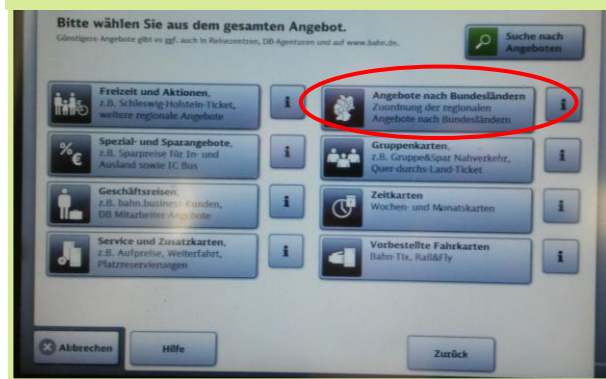 Bitte wählen Sie aus dem gesamten Angebot.
Günstigere Angebote gibt es ggf. auch in Reisezentren, DB Agenturen und auf www.bahn.de.
Suche nach
Angeboten
Freizeit und Aktionen,
z.B. Schleswig-Holstein-Ticket,
weitere regionale Angebote
i
Angebote nach Bundesländern
Zuordnung der regionalen
Angebote nach Bundesländern
i
%
€
Spezial- und Sparangebote,
z.B. Sparpreise für In- und
Ausland sowie IC Bus
i
Gruppenkarten,
z.B. Gruppe&Spar Nahverkehr,
Quer-durchs-Land-Ticket
i
Geschäftsreisen,
z.B. bahn.business-Kunden,
DB Mitarbeiter-Angebote
i
Zeitkarten
Wochen- und Monatskarten
i
Service und Zusatzkarten,
z.B. Aufpreise, Weiterfahrt,
Platzreservierungen
i
Vorbestellte Fahrkarten
Bahn-Tix, Rail&Fly
i
Abbrechen
Hilfe
Zurück